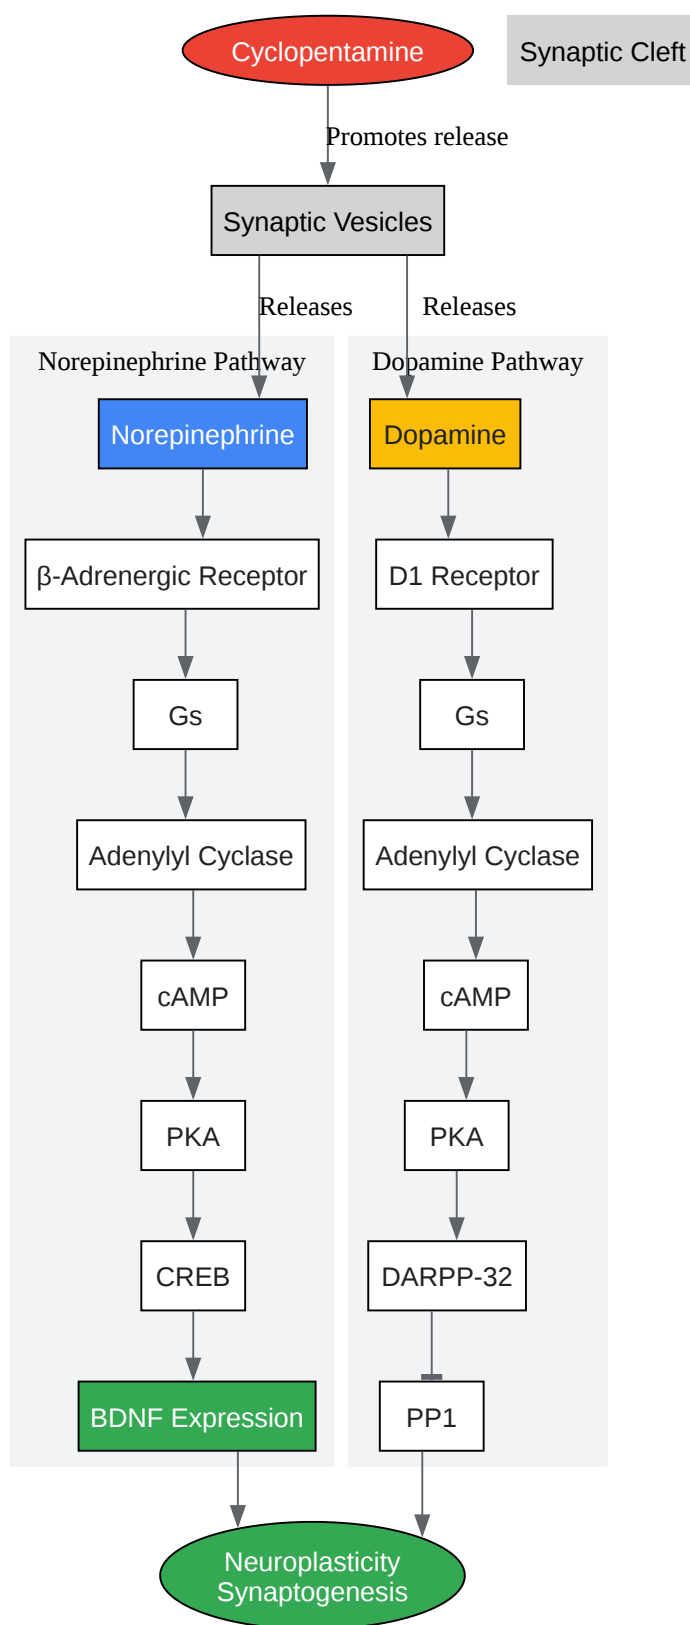 Cyclopentamine
Synaptic Cleft
Promotes release
Synaptic Vesicles
Releases
Releases
Norepinephrine Pathway
Dopamine Pathway
Norepinephrine
Dopamine
β-Adrenergic Receptor
D1 Receptor
Gs
Gs
Adenylyl Cyclase
Adenylyl Cyclase
cAMP
cAMP
PKA
PKA
CREB
DARPP-32
BDNF Expression
PP1
Neuroplasticity
Synaptogenesis